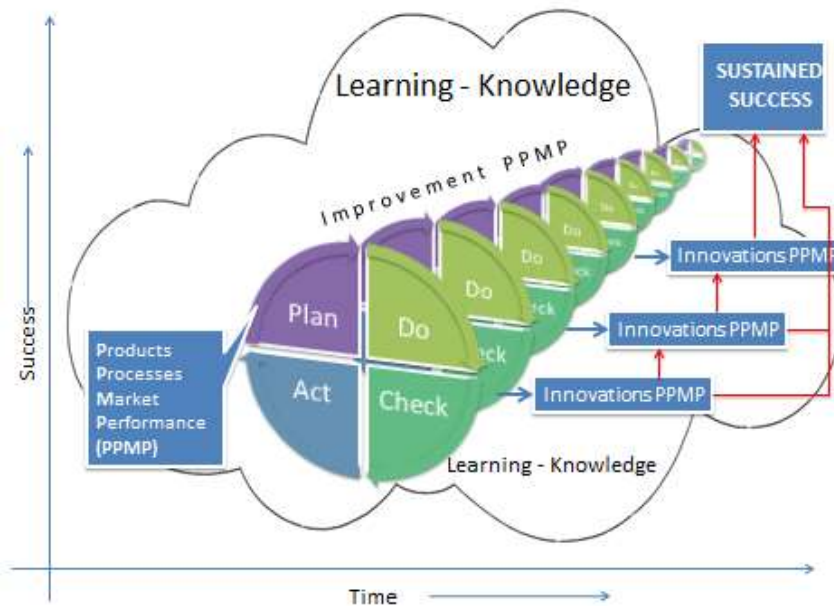 Learning - Knowledge
SUSTAINED
SUCCESS
Improvement PPMP
Plan
Do
Act
Check
Do
Do
Do
Do
Products
Processes
Market
Performance
(PPMP)
Innovations PPMP
Innovations PPMP
Innovations PPMP
Learning - Knowledge
Success
Time